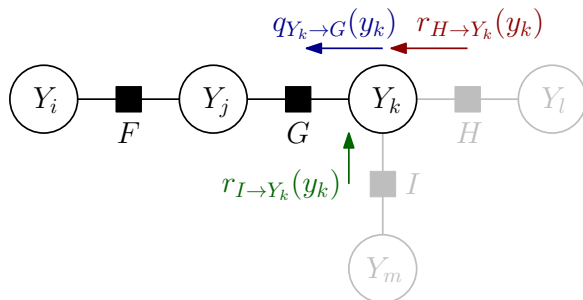 q_{Y_k→G}(y_k) r_{H→Y_k}(y_k)
Y_i Y_j Y_k Y_l
F G H
r_{I→Y_k}(y_k) I
Y_m